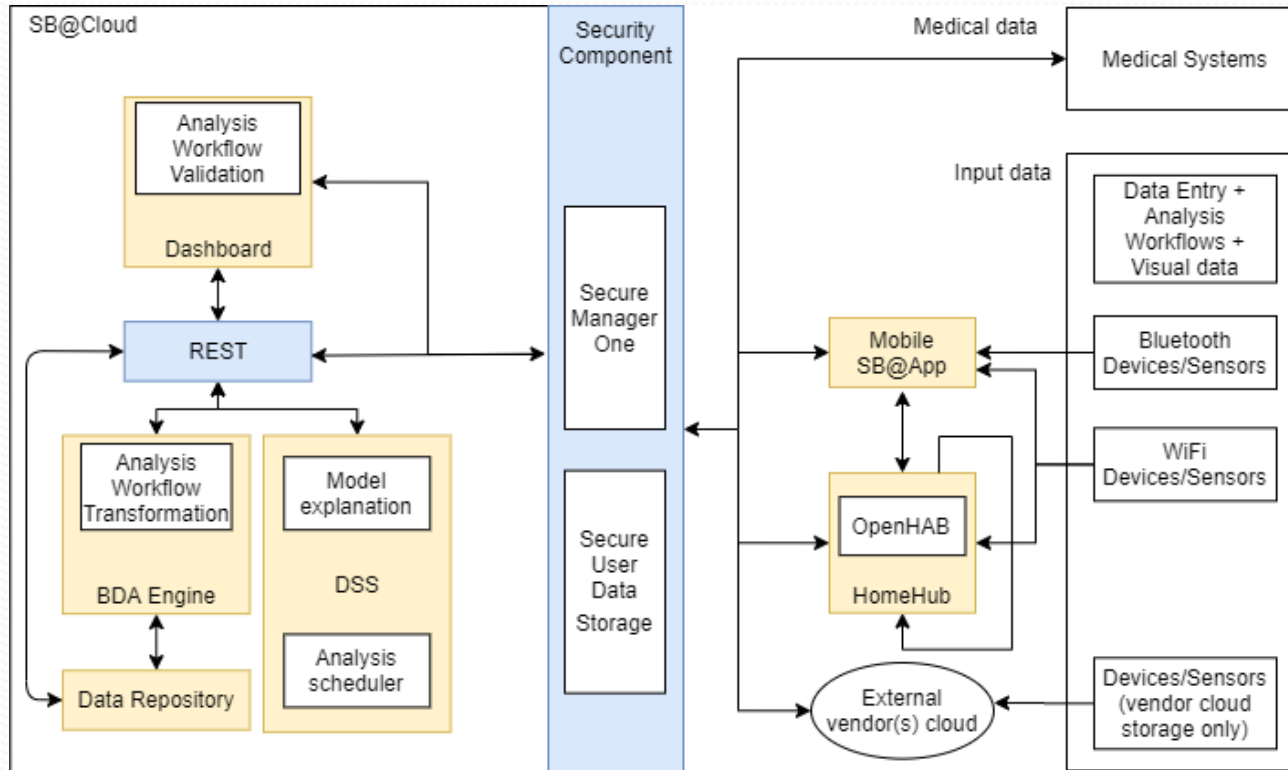 SB@Cloud
Analysis
Workflow
Validation
Dashboard
REST
Analysis
Workflow
Transformation
BDA Engine
Data Repository
Model
explanation
DSS
Analysis
scheduler
Security
Component
Secure
Manager
One
Secure
User
Data
Storage
Medical data
Medical Systems
Input data
Data Entry +
Analysis
Workflows +
Visual data
Mobile
SB@App
Bluetooth
Devices/Sensors
WiFi
Devices/Sensors
OpenHAB
HomeHub
External
vendor(s) cloud
Devices/Sensors
(vendor cloud
storage only)